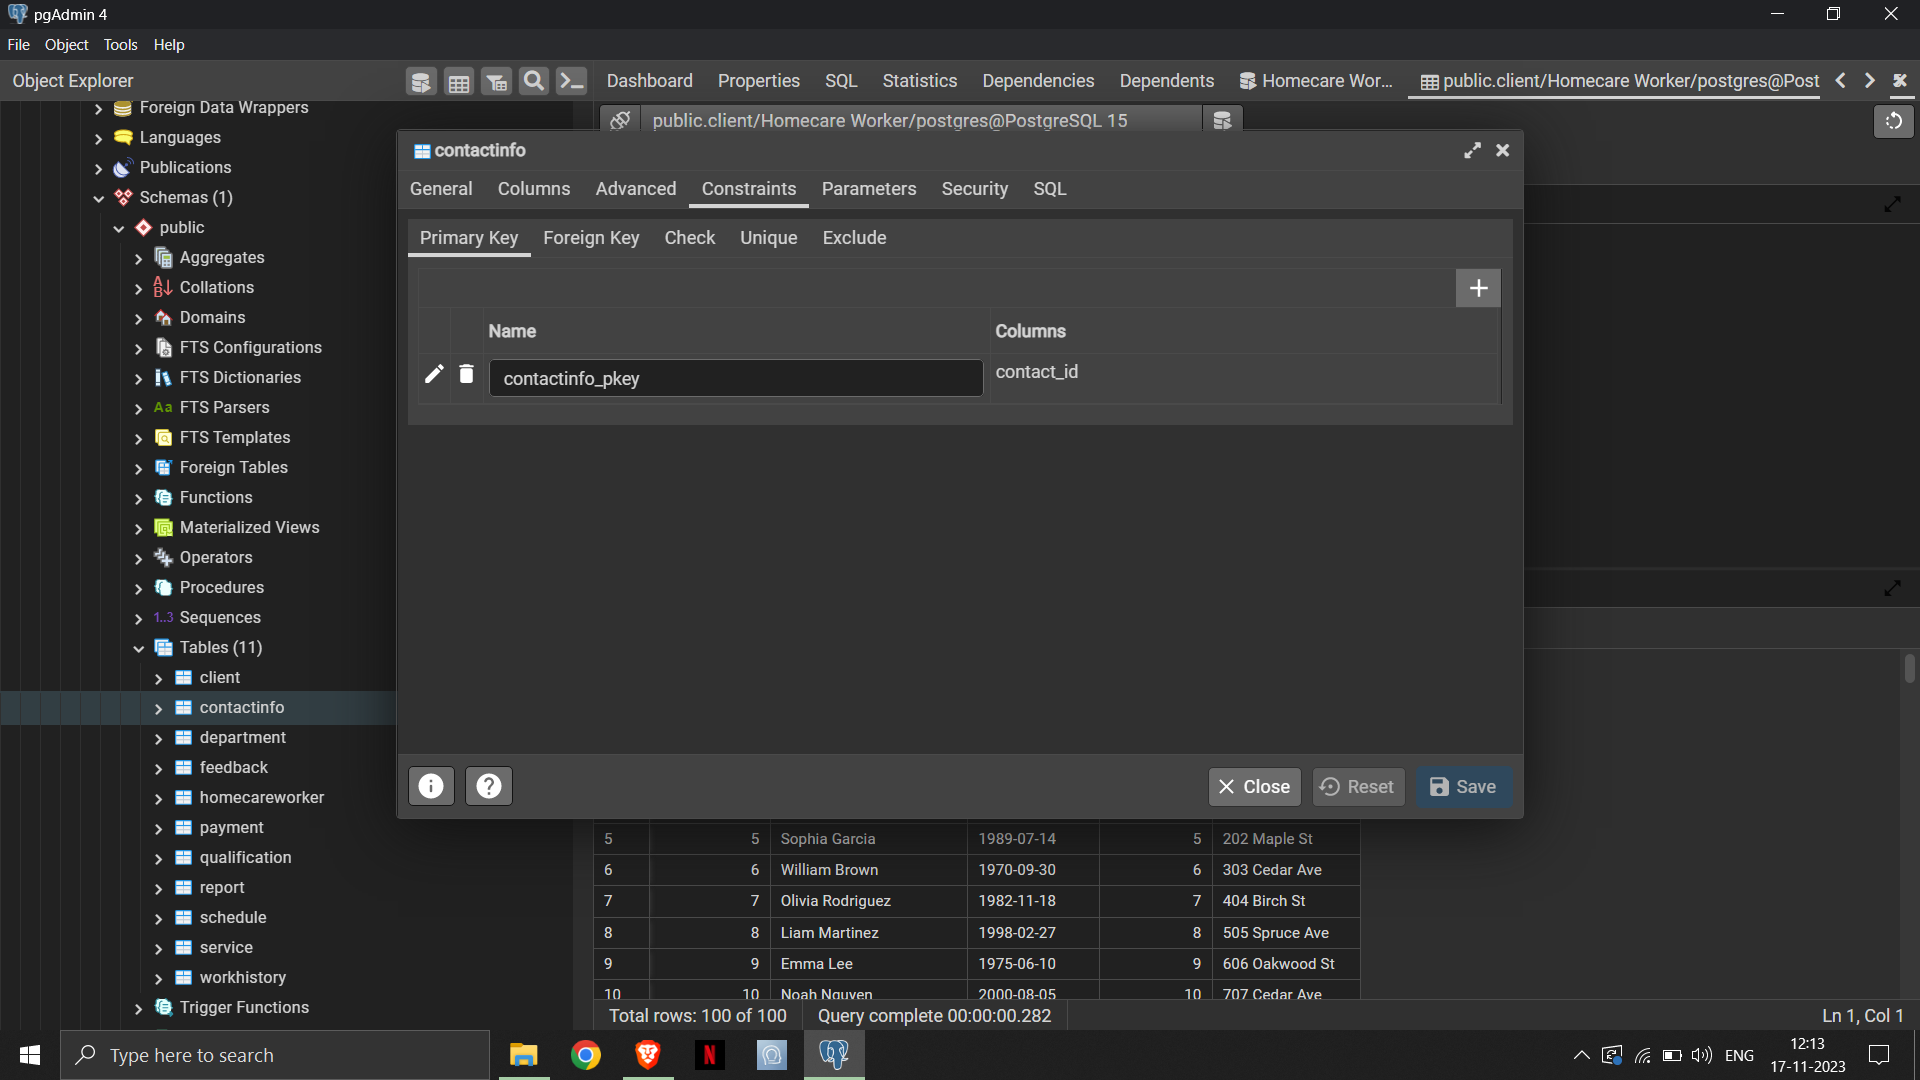 pgAdmin 4
File Object Tools Help
Object Explorer
Dashboard Properties SQL Statistics Dependencies Dependents Homecare Wor... public.client/Homecare Worker/postgres@Post
public.client/Homecare Worker/postgres@PostgreSQL 15
Foreign Data Wrappers
Languages
Publications
Schemas (1)
public
Aggregates
Collations
Domains
FTS Configurations
FTS Dictionaries
Aa FTS Parsers
FTS Templates
Foreign Tables
Functions
Materialized Views
Operators
Procedures
1..3 Sequences
Tables (11)
client
contactinfo
department
feedback
homecareworker
payment
qualification
report
schedule
service
workhistory
Trigger Functions
contactinfo
General Columns Advanced Constraints Parameters Security SQL
Primary Key Foreign Key Check Unique Exclude
Name Columns
contactinfo_pkey contact_id
Close Reset Save
5 5 Sophia Garcia 1989-07-14 5 202 Maple St
6 6 William Brown 1970-09-30 6 303 Cedar Ave
7 7 Olivia Rodriguez 1982-11-18 7 404 Birch St
8 8 Liam Martinez 1998-02-27 8 505 Spruce Ave
9 9 Emma Lee 1975-06-10 9 606 Oakwood St
10 10 Noah Nguyen 2000-08-05 10 707 Cedar Ave
Total rows: 100 of 100 Query complete 00:00:00.282 Ln 1, Col 1
Type here to search
ENG
12:13
17-11-2023